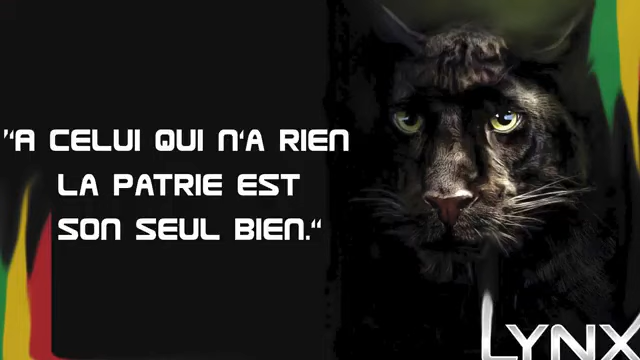 "A CELUI QUI N'A RIEN
LA PATRIE EST
SON SEUL BIEN."
LYNX